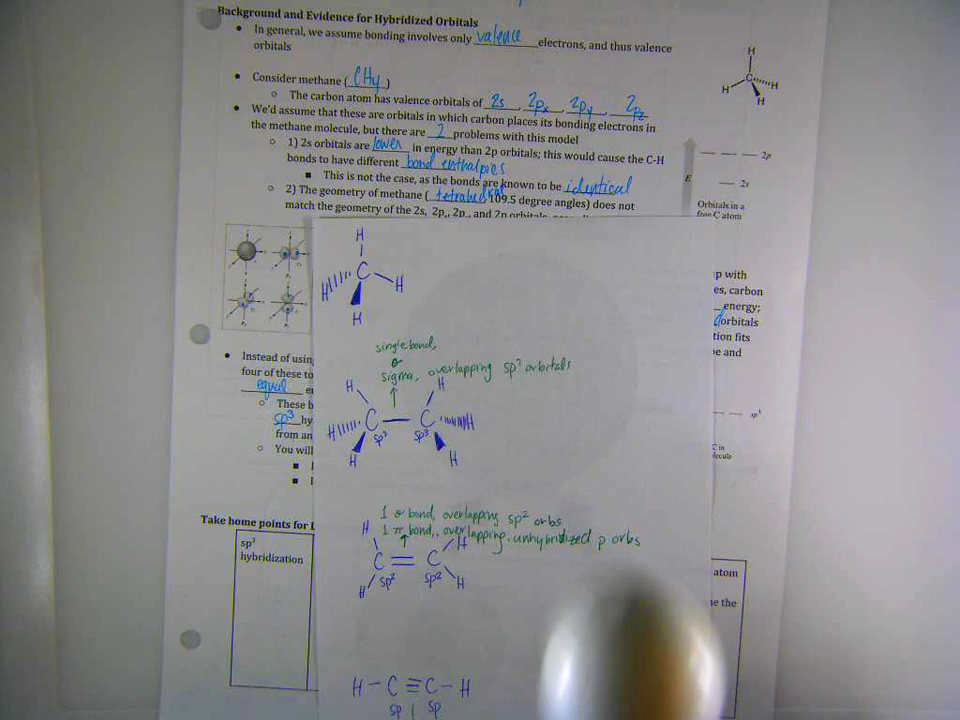 Background and Evidence for Hybridized Orbitals
• In general, we assume bonding involves only valence electrons, and thus valence
orbitals
• Consider methane ( CH4 )
○ The carbon atom has valence orbitals of 2s , 2px , 2py , 2pz
• We'd assume that these are orbitals in which carbon places its bonding electrons in
the methane molecule, but there are 2 problems with this model
○ 1) 2s orbitals are lower in energy than 2p orbitals; this would cause the C-H
bonds to have different bond enthalpies
■ This is not the case, as the bonds are known to be identical
○ 2) The geometry of methane ( tetrahedral 109.5 degree angles) does not
match the geometry of the 2s, 2p , 2p , and 2p orbitals
H
C
H
H
H
2p
E
2s
Orbitals in a
free C atom
p with
es, carbon
energy;
orbitals
tion fits
e and
• Instead of using
four of these to
equal
○ These b
sp3 hy
from an
○ You will
sp3
C in
Take home points for
sp3
hybridization
atom
e the
H
C
H
H
H
single bond,
σ
sigma, overlapping sp3 orbitals
H H
H C — C H
sp3 sp3
H H
1 σ bond, overlapping sp2 orbs
1 π bond, overlapping unhybridized p orbs
H H
C = C
sp2 sp2
H H
H – C ≡ C – H
sp sp